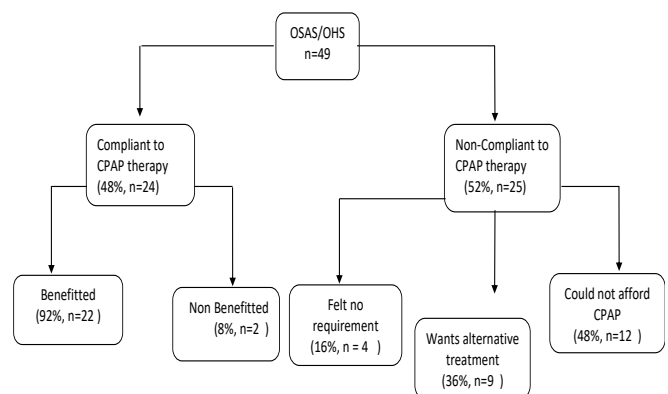 OSAS/OHS
n=49
Compliant to
CPAP therapy
(48%, n=24)
Non-Compliant to
CPAP therapy
(52%, n=25)
Benefitted
(92%, n=22 )
Non Benefitted
(8%, n=2 )
Felt no
requirement
(16%, n = 4 )
Wants alternative
treatment
(36%, n=9 )
Could not afford
CPAP
(48%, n=12 )